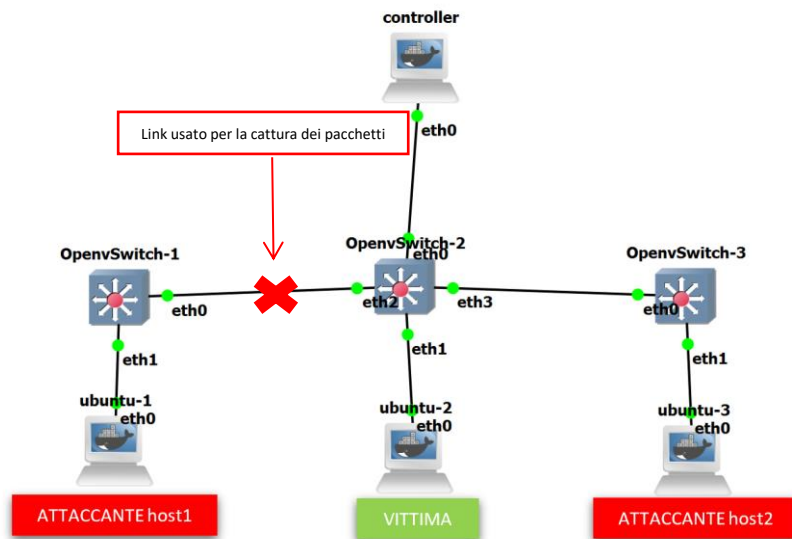 controller
Link usato per la cattura dei pacchetti
eth0
OpenvSwitch-1
OpenvSwitch-2
eth0
OpenvSwitch-3
eth0
eth2
eth3
eth0
eth1
eth1
eth1
ubuntu-1
eth0
ubuntu-2
eth0
ubuntu-3
eth0
ATTACCANTE host1
VITTIMA
ATTACCANTE host2